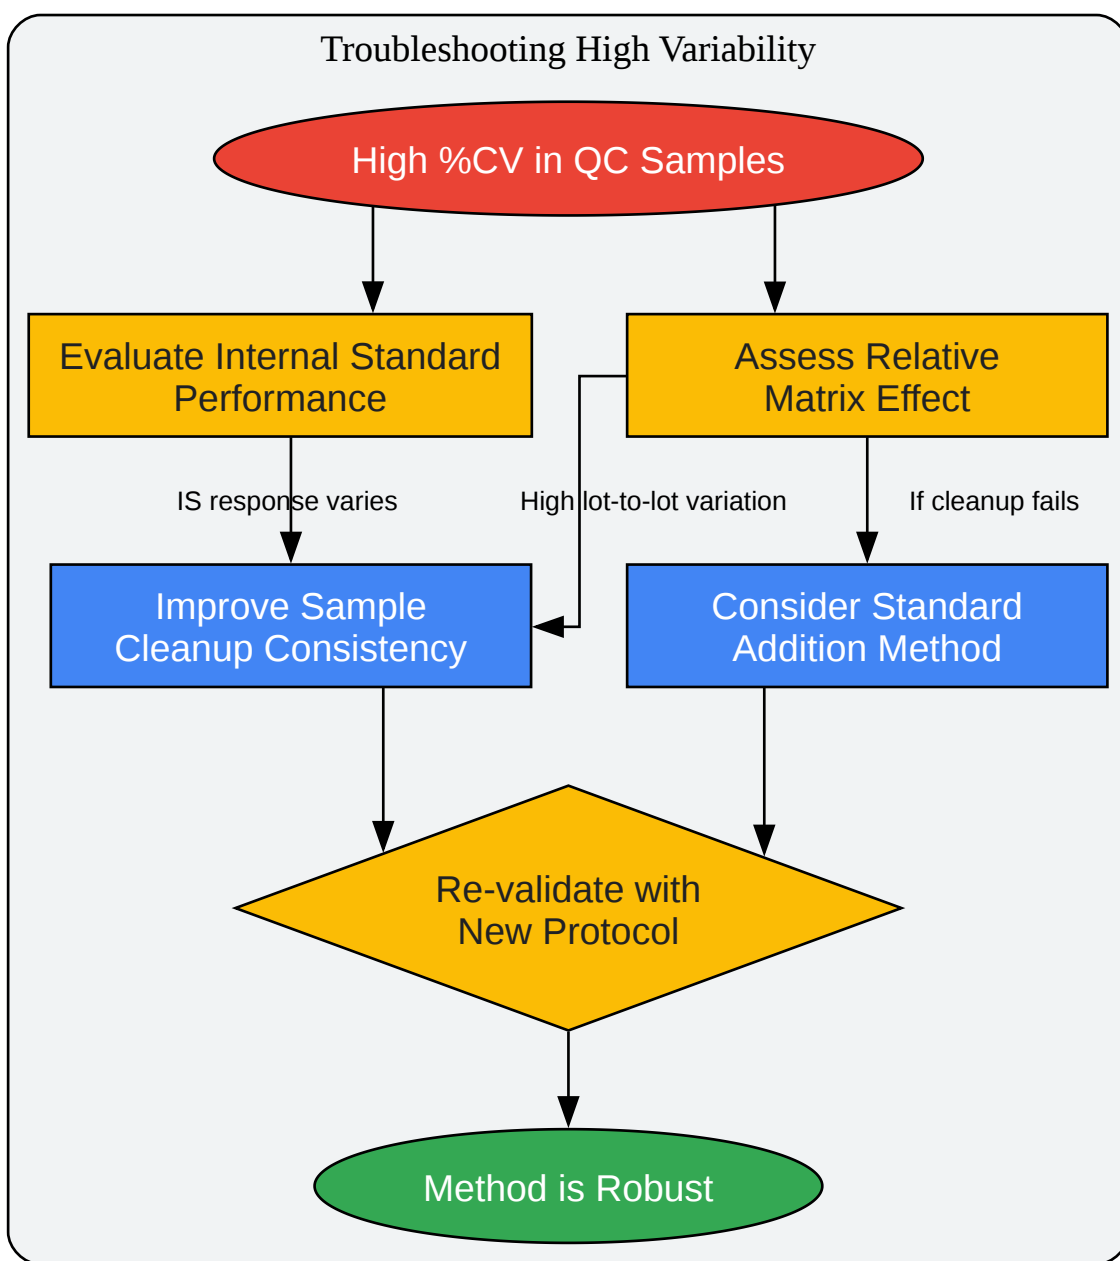 Troubleshooting High Variability
High %CV in QC Samples
Evaluate Internal Standard
Performance
Assess Relative
Matrix Effect
IS response varies
High lot-to-lot variation
If cleanup fails
Improve Sample
Cleanup Consistency
Consider Standard
Addition Method
Re-validate with
New Protocol
Method is Robust